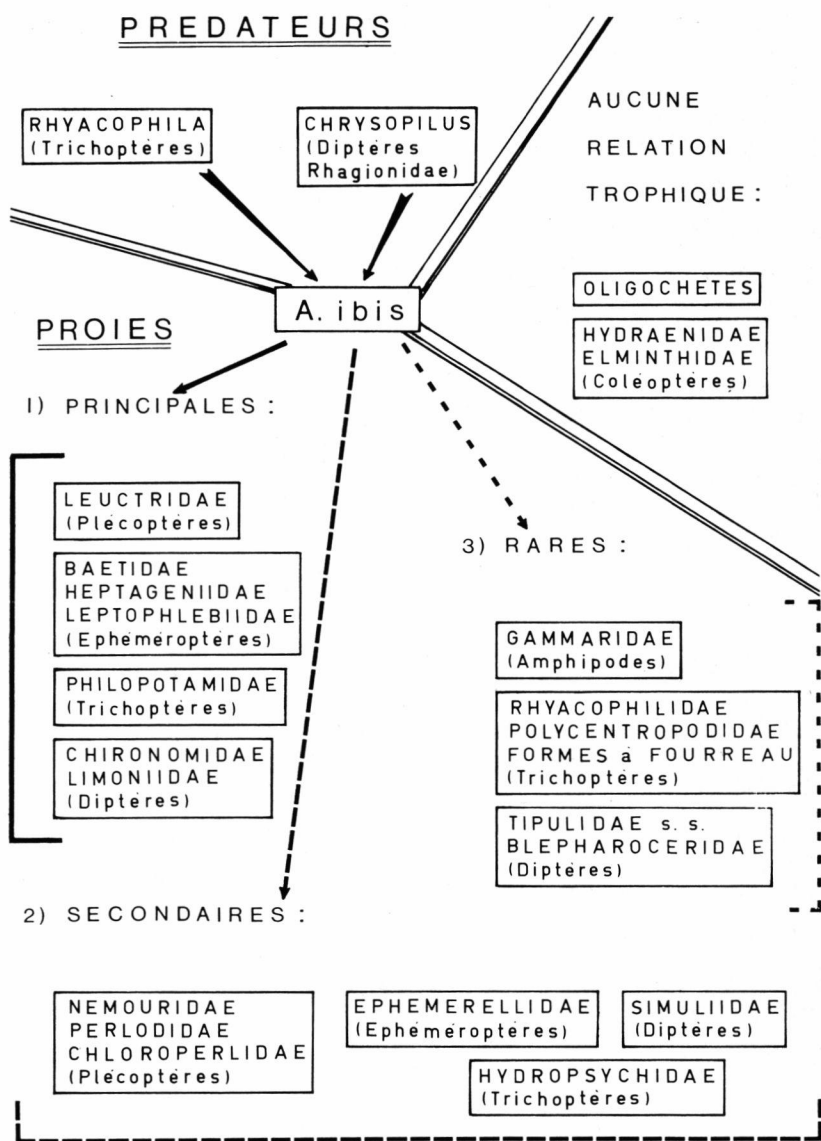 PREDATEURS
RHYACOPHILA
(Trichoptères)
CHRYSOPILUS
(Diptères
Rhagionidae)
AUCUNE
RELATION
TROPHIQUE :
OLIGOCHETES
HYDRAENIDAE
ELMINTHIDAE
(Coléoptères)
A. ibis
PROIES
1) PRINCIPALES :
LEUCTRIDAE
(Plécoptères)
BAETIDAE
HEPTAGENIIDAE
LEPTOPHLEBIIDAE
(Ephéméroptères)
PHILOPOTAMIDAE
(Trichoptères)
CHIRONOMIDAE
LIMONIIDAE
(Diptères)
3) RARES :
GAMMARIDAE
(Amphipodes)
RHYACOPHILIDAE
POLYCENTROPODIDAE
FORMES à FOURREAU
(Trichoptères)
TIPULIDAE s. s.
BLEPHAROCERIDAE
(Diptères)
2) SECONDAIRES :
NEMOURIDAE
PERLODIDAE
CHLOROPERLIDAE
(Plécoptères)
EPHEMERELLIDAE
(Ephéméroptères)
SIMULIIDAE
(Diptères)
HYDROPSYCHIDAE
(Trichoptères)